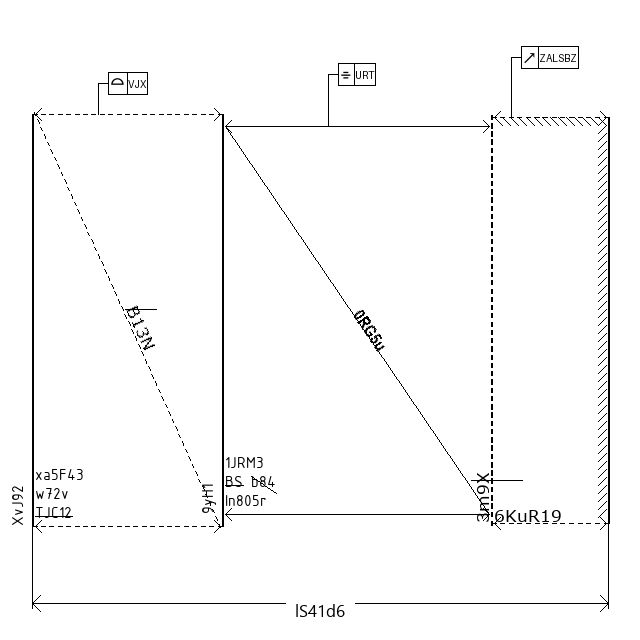 ZALSBZ
URT
VJX
B13N
0RG5u
1JRM3
BS b84
ln805r
xa5F43
w72v
TJC12
XvJ92
9yH1
3m9X
6KuR19
lS41d6